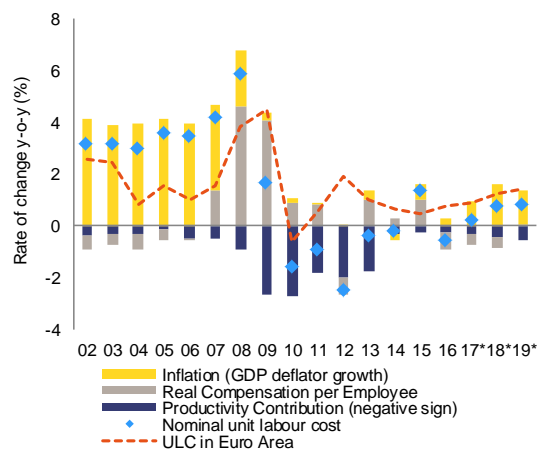 8
6
4
2
0
-2
-4
Rate of change y-o-y (%)
02 03 04 05 06 07 08 09 10 11 12 13 14 15 16 17* 18* 19*
Inflation (GDP deflator growth)
Real Compensation per Employee
Productivity Contribution (negative sign)
Nominal unit labour cost
ULC in Euro Area